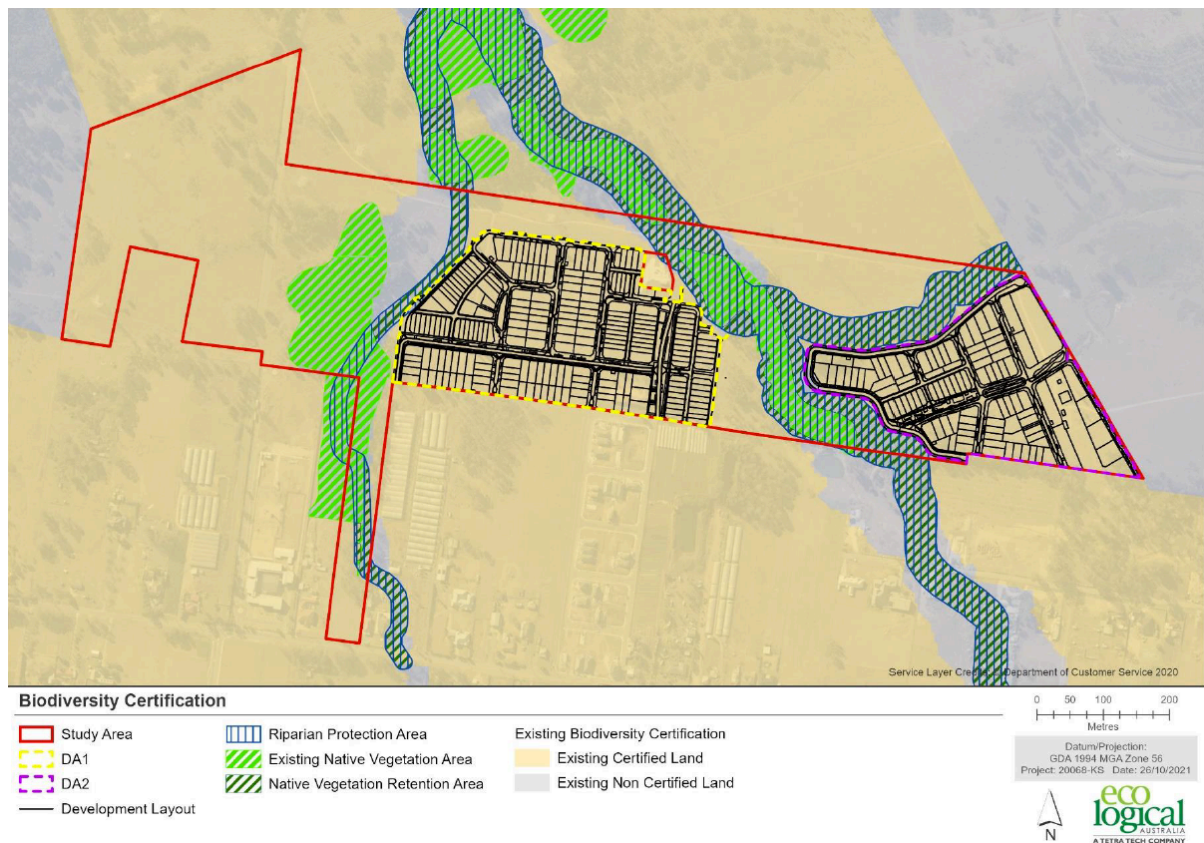 Service Layer Credits: © Department of Customer Service 2020
Biodiversity Certification
Study Area
DA1
DA2
Development Layout
Riparian Protection Area
Existing Native Vegetation Area
Native Vegetation Retention Area
Existing Biodiversity Certification
Existing Certified Land
Existing Non Certified Land
0 50 100 200
Metres
Datum/Projection:
GDA 1994 MGA Zone 56
Project: 20068-KS Date: 26/10/2021
N
eco
logical
AUSTRALIA
A TETRA TECH COMPANY